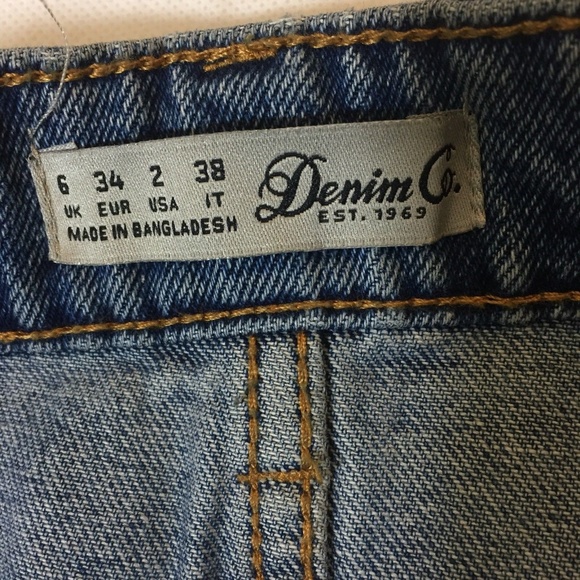 6 34 2 38
UK EUR USA IT
MADE IN BANGLADESH
Denim Co.
EST. 1969